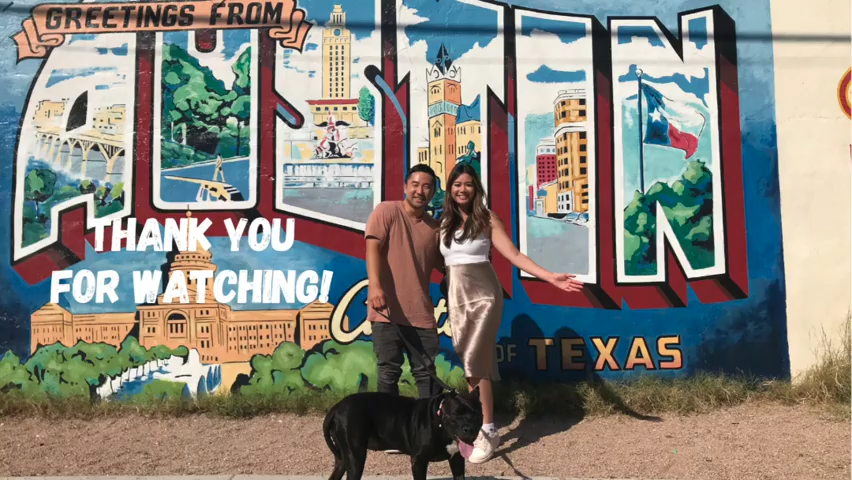 GREETINGS FROM
AUSTIN
THANK YOU
FOR WATCHING!
OF TEXAS